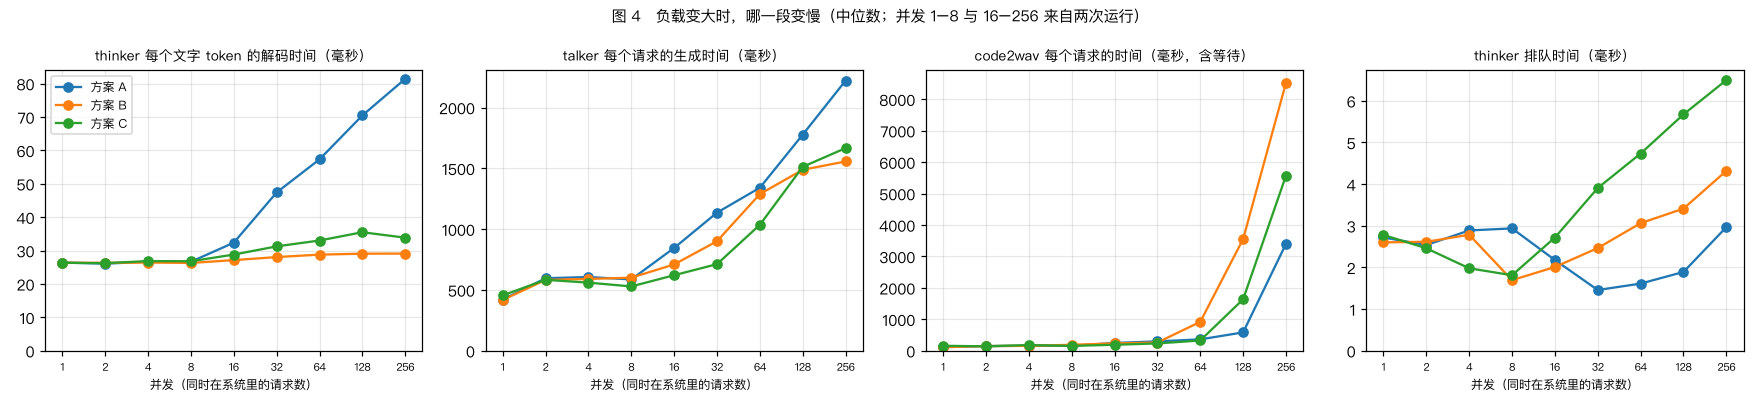 图 4　负载变大时，哪一段变慢（中位数；并发 1—8 与 16—256 来自两次运行）
thinker 每个文字 token 的解码时间（毫秒）
80
70
60
50
40
30
20
10
0
方案 A
方案 B
方案 C
1 2 4 8 16 32 64 128 256
并发（同时在系统里的请求数）
talker 每个请求的生成时间（毫秒）
2000
1500
1000
500
0
1 2 4 8 16 32 64 128 256
并发（同时在系统里的请求数）
code2wav 每个请求的时间（毫秒，含等待）
8000
7000
6000
5000
4000
3000
2000
1000
0
1 2 4 8 16 32 64 128 256
并发（同时在系统里的请求数）
thinker 排队时间（毫秒）
6
5
4
3
2
1
0
1 2 4 8 16 32 64 128 256
并发（同时在系统里的请求数）